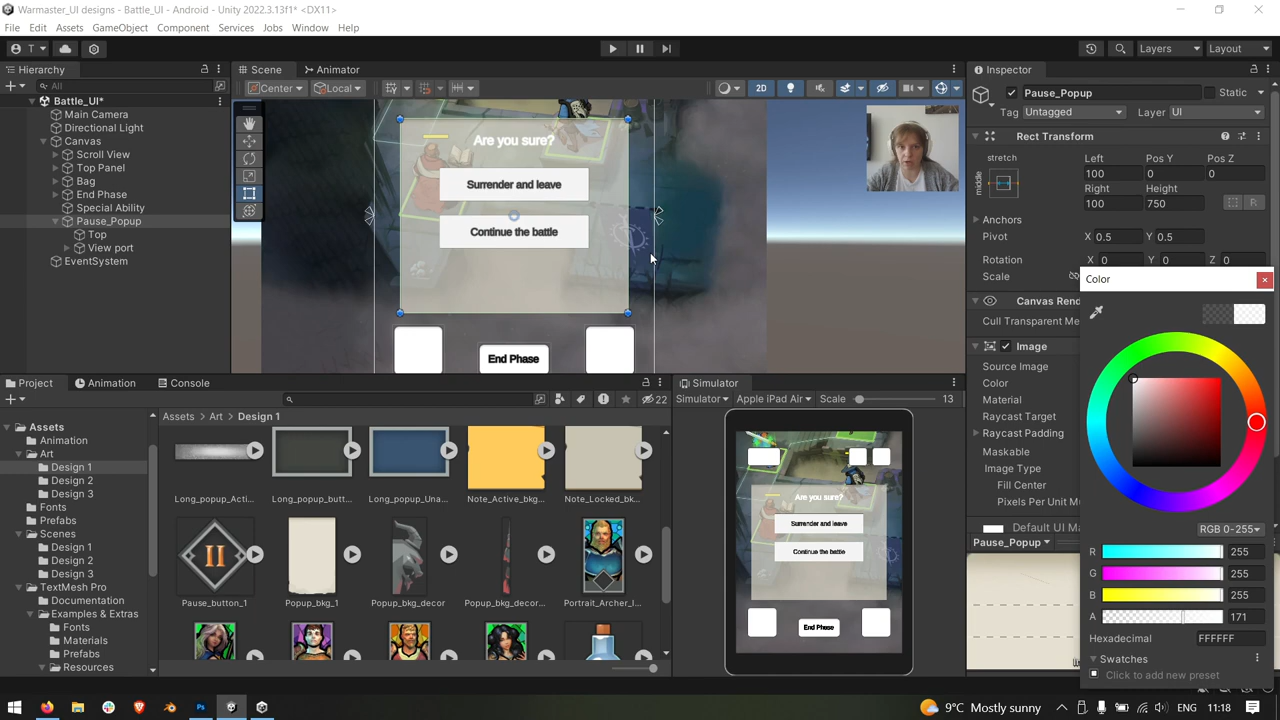 Warmaster_UI designs - Battle_UI - Android - Unity 2022.3.13f1* <DX11>
File Edit Assets GameObject Component Services Jobs Window Help
T Layers Layout
Hierarchy Scene Animator Inspector
All Center Local 2D Pause_Popup Static
Battle_UI* Tag Untagged Layer UI
Main Camera
Directional Light
Canvas
Scroll View
Top Panel
Bag
End Phase
Special Ability
Pause_Popup
Top
View port
EventSystem
Are you sure?
Surrender and leave
Continue the battle
End Phase
Rect Transform
stretch
middle
Left Pos Y Pos Z
100 0 0
Right Height
100 750
R
Anchors
Pivot X 0.5 Y 0.5
Rotation X 0 Y 0 Z 0
Scale
Color
Canvas Rend
Cull Transparent Me
Image
Source Image
Color
Material
Raycast Target
Raycast Padding
Maskable
Image Type
Fill Center
Pixels Per Unit Mu
Default UI Ma
Pause_Popup
RGB 0-255
R 255
G 255
B 255
A 171
Hexadecimal FFFFFF
Swatches
Click to add new preset
Project Animation Console
22
Assets
Animation
Art
Design 1
Design 2
Design 3
Fonts
Prefabs
Scenes
Design 1
Design 2
Design 3
TextMesh Pro
Documentation
Examples & Extras
Fonts
Materials
Prefabs
Resources
Assets Art Design 1
Long_popup_Acti... Long_popup_butt... Long_popup_Una... Note_Active_bkg... Note_Locked_bk...
II
Pause_button_1 Popup_bkg_1 Popup_bkg_decor Popup_bkg_decor... Portrait_Archer_I...
Simulator
Simulator Apple iPad Air Scale 13
Are you sure?
Surrender and leave
Continue the battle
End Phase
9°C Mostly sunny ENG 11:18